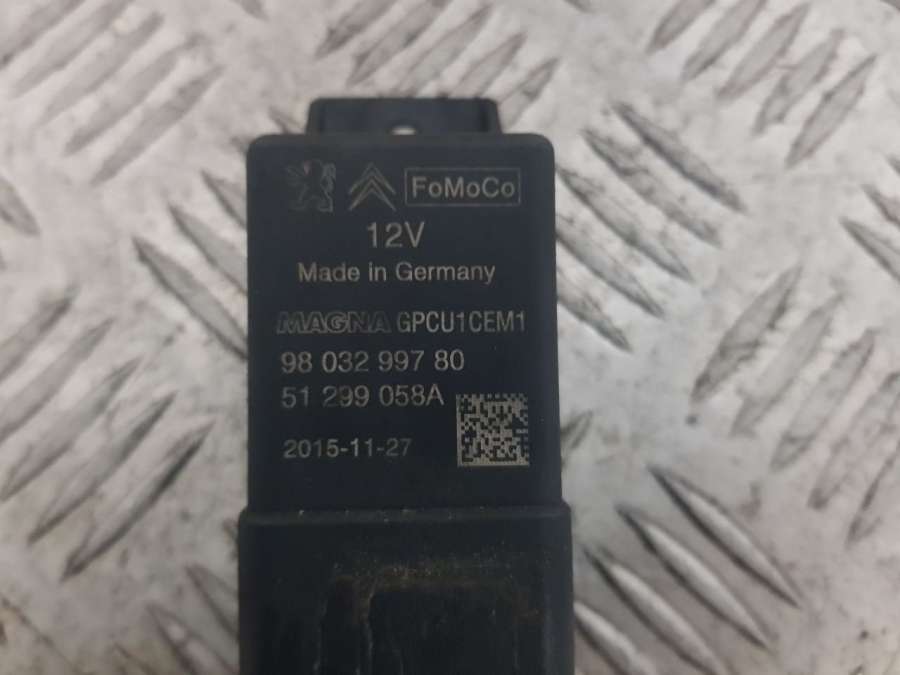 FoMoCo
12V
Made in Germany
MAGNA GPCU1CEM1
98 032 997 80
51 299 058A
2015-11-27